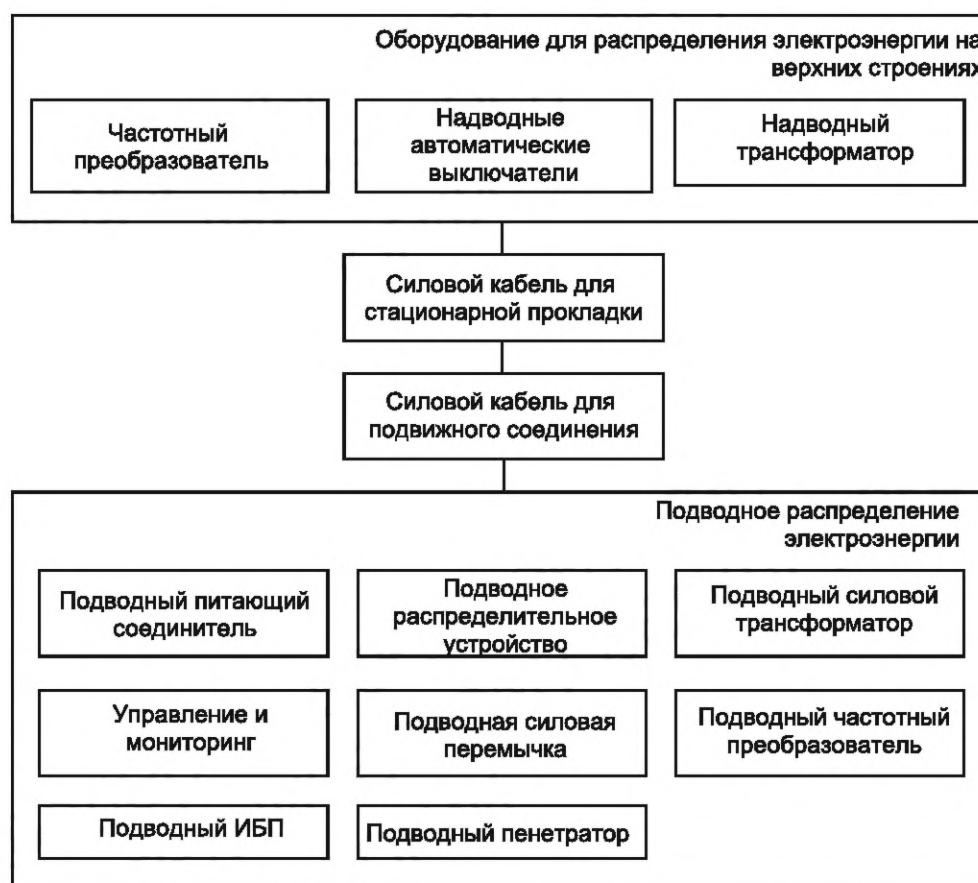 Оборудование для распределения электроэнергии на
верхних строениях
Частотный
преобразователь
Надводные
автоматические
выключатели
Надводный
трансформатор
Силовой кабель для
стационарной прокладки
Силовой кабель для
подвижного соединения
Подводное распределение
электроэнергии
Подводный питающий
соединитель
Подводное
распределительное
устройство
Подводный силовой
трансформатор
Управление и
мониторинг
Подводная силовая
перемычка
Подводный частотный
преобразователь
Подводный ИБП
Подводный пенетратор